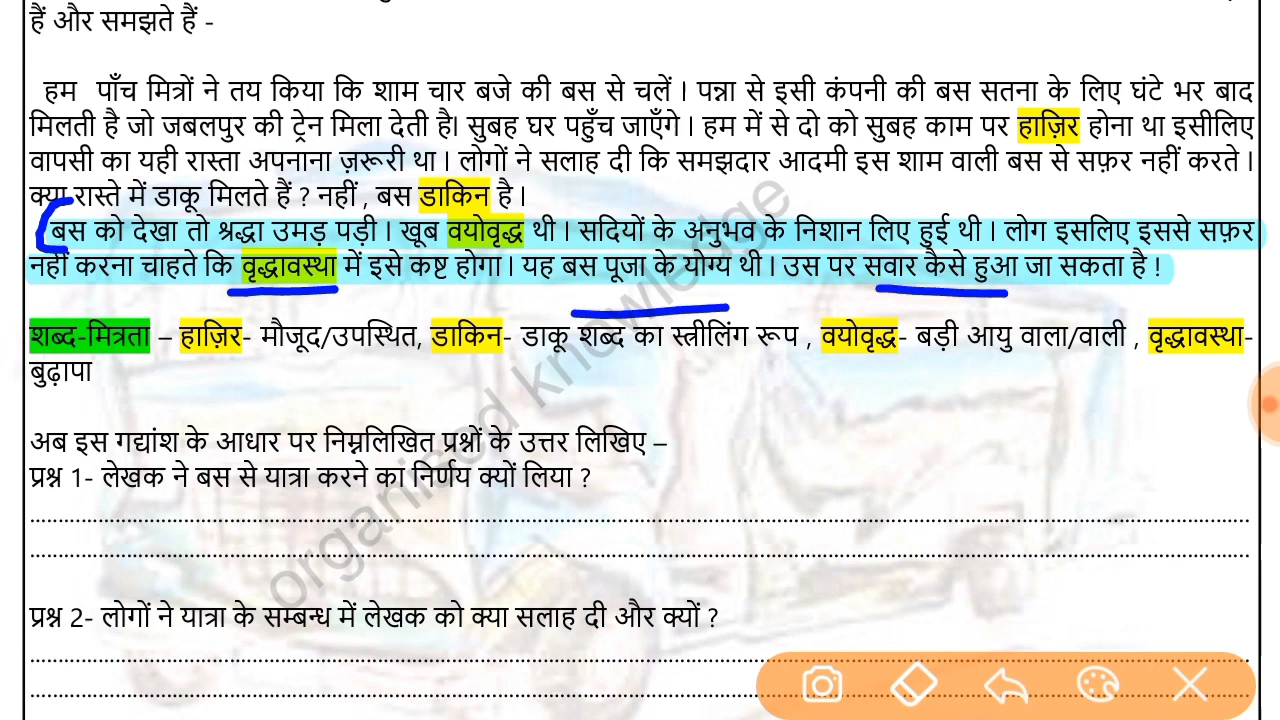 हैं और समझते हैं -
हम पाँच मित्रों ने तय किया कि शाम चार बजे की बस से चलें । पन्ना से इसी कंपनी की बस सतना के लिए घंटे भर बाद
मिलती है जो जबलपुर की ट्रेन मिला देती है। सुबह घर पहुँच जाएँगे । हम में से दो को सुबह काम पर हाज़िर होना था इसीलिए
वापसी का यही रास्ता अपनाना ज़रूरी था । लोगों ने सलाह दी कि समझदार आदमी इस शाम वाली बस से सफ़र नहीं करते ।
क्या रास्ते में डाकू मिलते हैं ? नहीं , बस डाकिन है ।
बस को देखा तो श्रद्धा उमड़ पड़ी । खूब वयोवृद्ध थी । सदियों के अनुभव के निशान लिए हुई थी । लोग इसलिए इससे सफ़र
नहीं करना चाहते कि वृद्धावस्था में इसे कष्ट होगा। यह बस पूजा के योग्य थी । उस पर सवार कैसे हुआ जा सकता है !
शब्द-मित्रता – हाज़िर- मौजूद/उपस्थित, डाकिन- डाकू शब्द का स्त्रीलिंग रूप , वयोवृद्ध- बड़ी आयु वाला/वाली , वृद्धावस्था-
बुढ़ापा
अब इस गद्यांश के आधार पर निम्नलिखित प्रश्नों के उत्तर लिखिए –
प्रश्न 1- लेखक ने बस से यात्रा करने का निर्णय क्यों लिया ?
प्रश्न 2- लोगों ने यात्रा के सम्बन्ध में लेखक को क्या सलाह दी और क्यों ?
organised knowledge